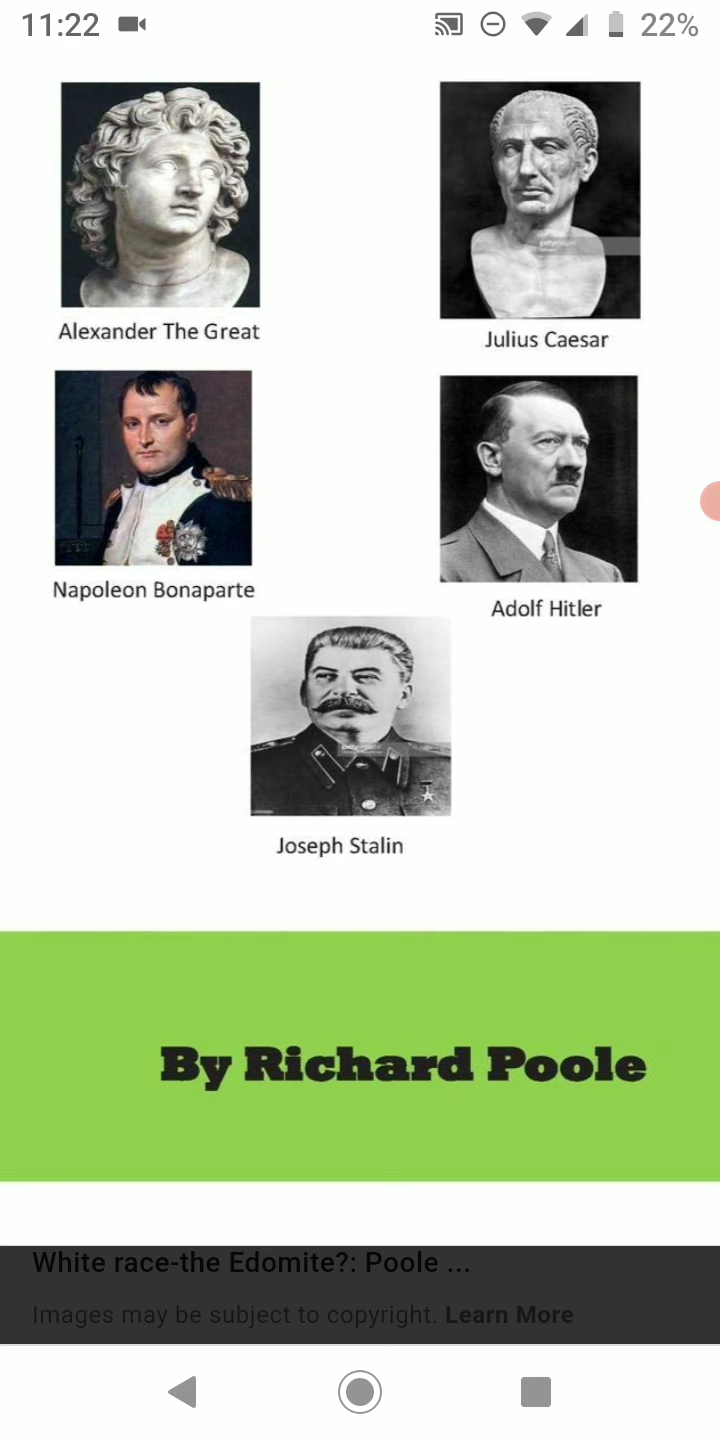 11:22
22%
Alexander The Great
Julius Caesar
Napoleon Bonaparte
Adolf Hitler
Joseph Stalin
By Richard Poole
White race-the Edomite?: Poole ...
Images may be subject to copyright. Learn More